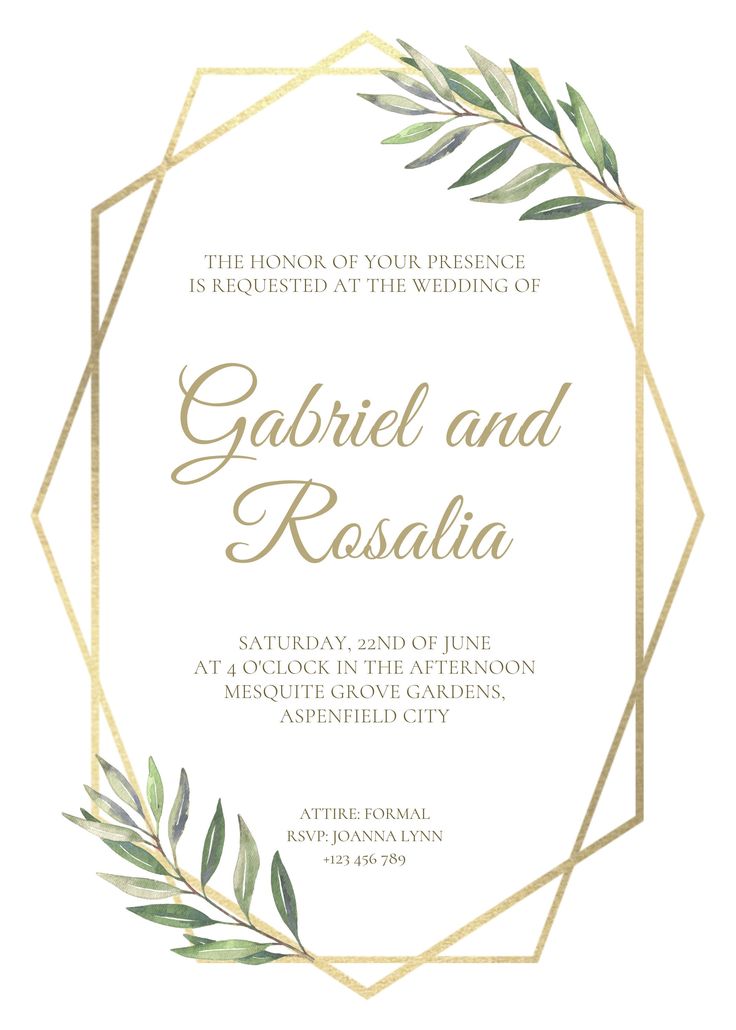 THE HONOR OF YOUR PRESENCE
IS REQUESTED AT THE WEDDING OF
Gabriel and
Rosalia
SATURDAY, 22ND OF JUNE
AT 4 O'CLOCK IN THE AFTERNOON
MESQUITE GROVE GARDENS,
ASPENFIELD CITY
ATTIRE: FORMAL
RSVP: JOANNA LYNN
+123 456 789